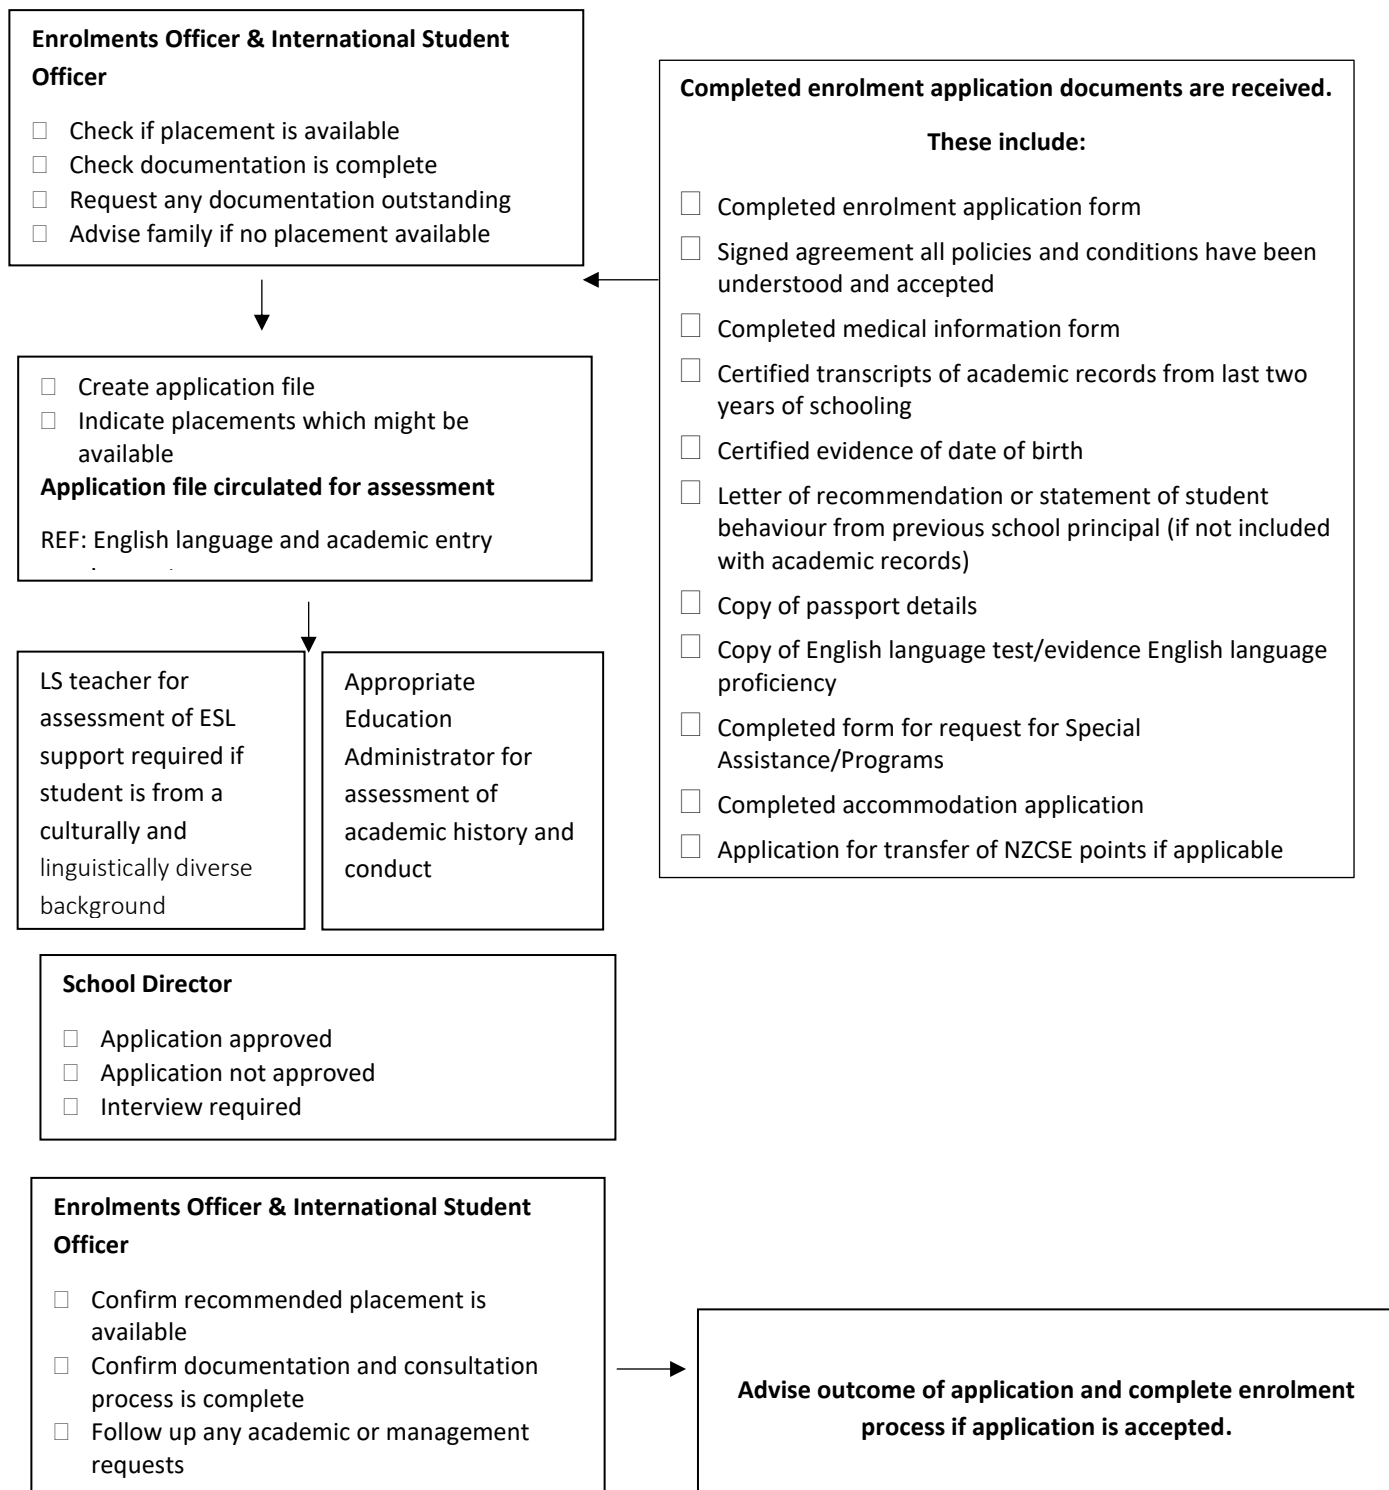 Enrolments Officer & International Student
Officer
Check if placement is available
Check documentation is complete
Request any documentation outstanding
Advise family if no placement available
Completed enrolment application documents are received.
These include:
Completed enrolment application form
Signed agreement all policies and conditions have been
understood and accepted
Completed medical information form
Certified transcripts of academic records from last two
years of schooling
Certified evidence of date of birth
Letter of recommendation or statement of student
behaviour from previous school principal (if not included
with academic records)
Copy of passport details
Copy of English language test/evidence English language
proficiency
Completed form for request for Special
Assistance/Programs
Completed accommodation application
Application for transfer of NZCSE points if applicable
Create application file
Indicate placements which might be
available
Application file circulated for assessment
REF: English language and academic entry
LS teacher for
assessment of ESL
support required if
student is from a
culturally and
linguistically diverse
background
Appropriate
Education
Administrator for
assessment of
academic history and
conduct
School Director
Application approved
Application not approved
Interview required
Enrolments Officer & International Student
Officer
Confirm recommended placement is
available
Confirm documentation and consultation
process is complete
Follow up any academic or management
requests
Advise outcome of application and complete enrolment
process if application is accepted.